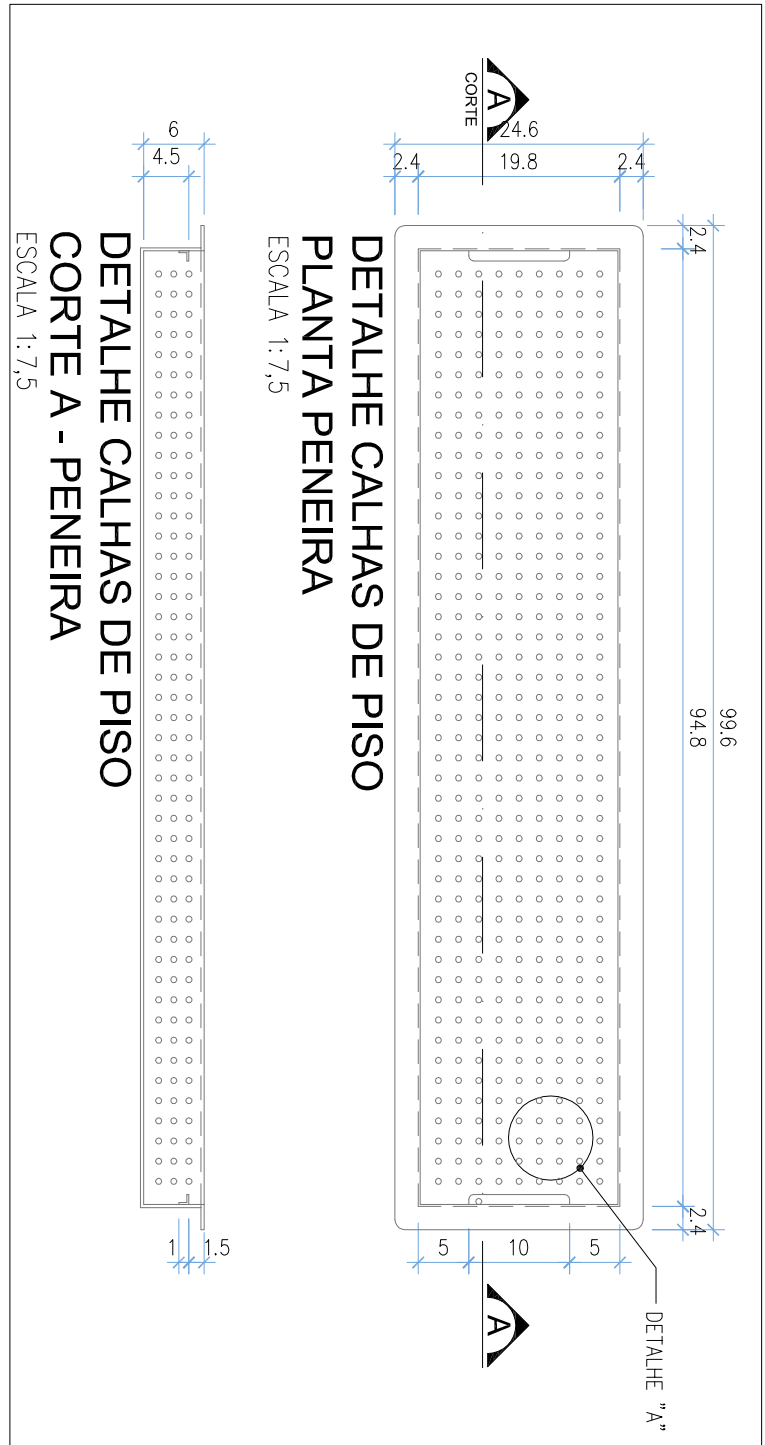 99.6
2.4
94.8
2.4
DETALHE "A"
24.6
2.4
19.8
2.4
A
CORTE
5
10
5
A
DETALHE CALHAS DE PISO
PLANTA PENEIRA
ESCALA 1:7,5
6
4.5
1
1.5
DETALHE CALHAS DE PISO
CORTE A - PENEIRA
ESCALA 1:7,5